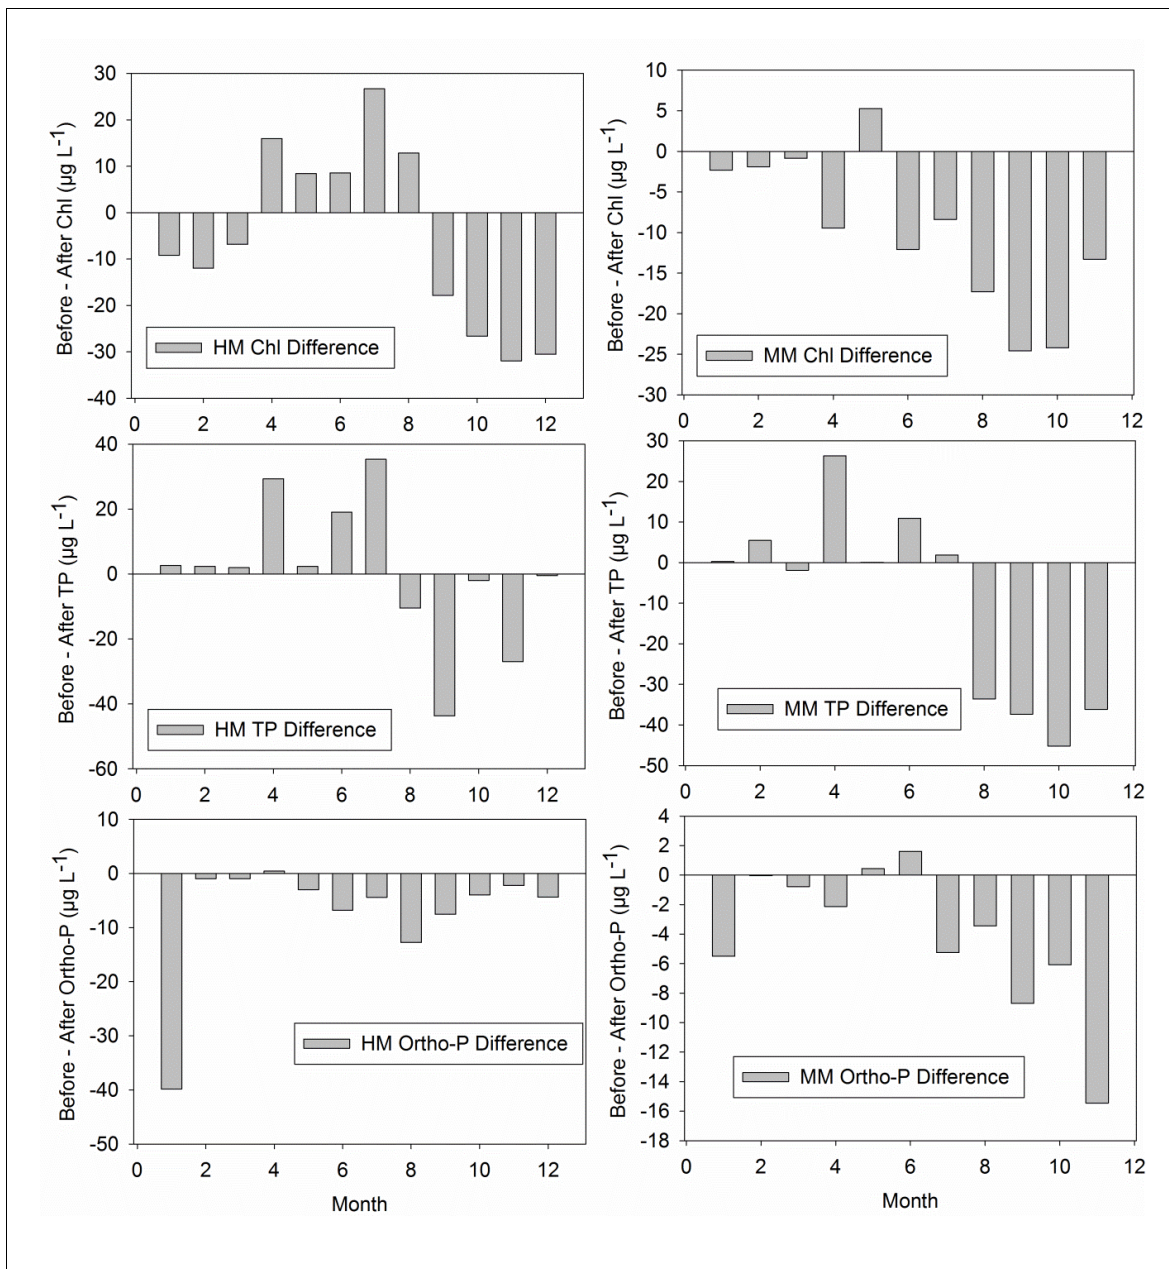 30
20
10
0
-10
-20
-30
-40
Before - After Chl (µg L⁻¹)
HM Chl Difference
0 2 4 6 8 10 12
10
5
0
-5
-10
-15
-20
-25
-30
Before - After Chl (µg L⁻¹)
MM Chl Difference
0 2 4 6 8 10 12
40
20
0
-20
-40
-60
Before - After TP (µg L⁻¹)
HM TP Difference
0 2 4 6 8 10 12
30
20
10
0
-10
-20
-30
-40
-50
Before - After TP (µg L⁻¹)
MM TP Difference
0 2 4 6 8 10 12
10
0
-10
-20
-30
-40
-50
Before - After Ortho-P (µg L⁻¹)
HM Ortho-P Difference
0 2 4 6 8 10 12
Month
4
2
0
-2
-4
-6
-8
-10
-12
-14
-16
-18
Before - After Ortho-P (µg L⁻¹)
MM Ortho-P Difference
0 2 4 6 8 10 12
Month